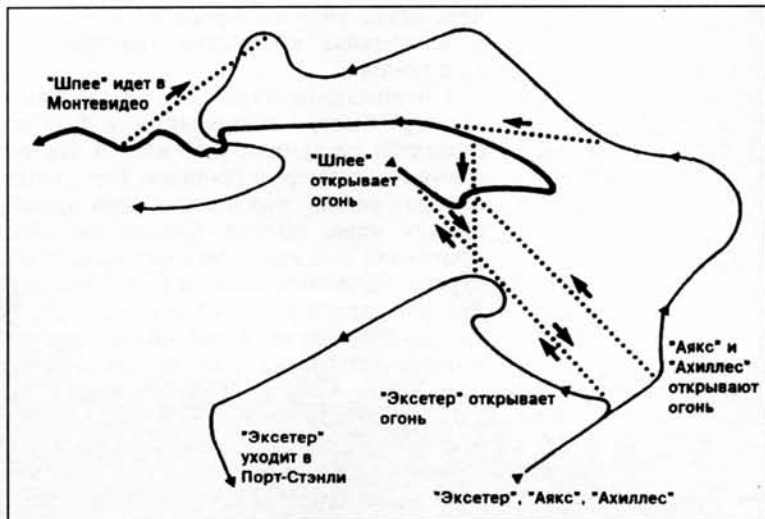 "Шпее" идет в
Монтевидео
"Шпее"
открывает
огонь
"Аякс" и
"Ахиллес"
открывают
огонь
"Эксетер" открывает
огонь
"Эксетер"
уходит в
Порт-Стэнли
"Эксетер", "Аякс", "Ахиллес"